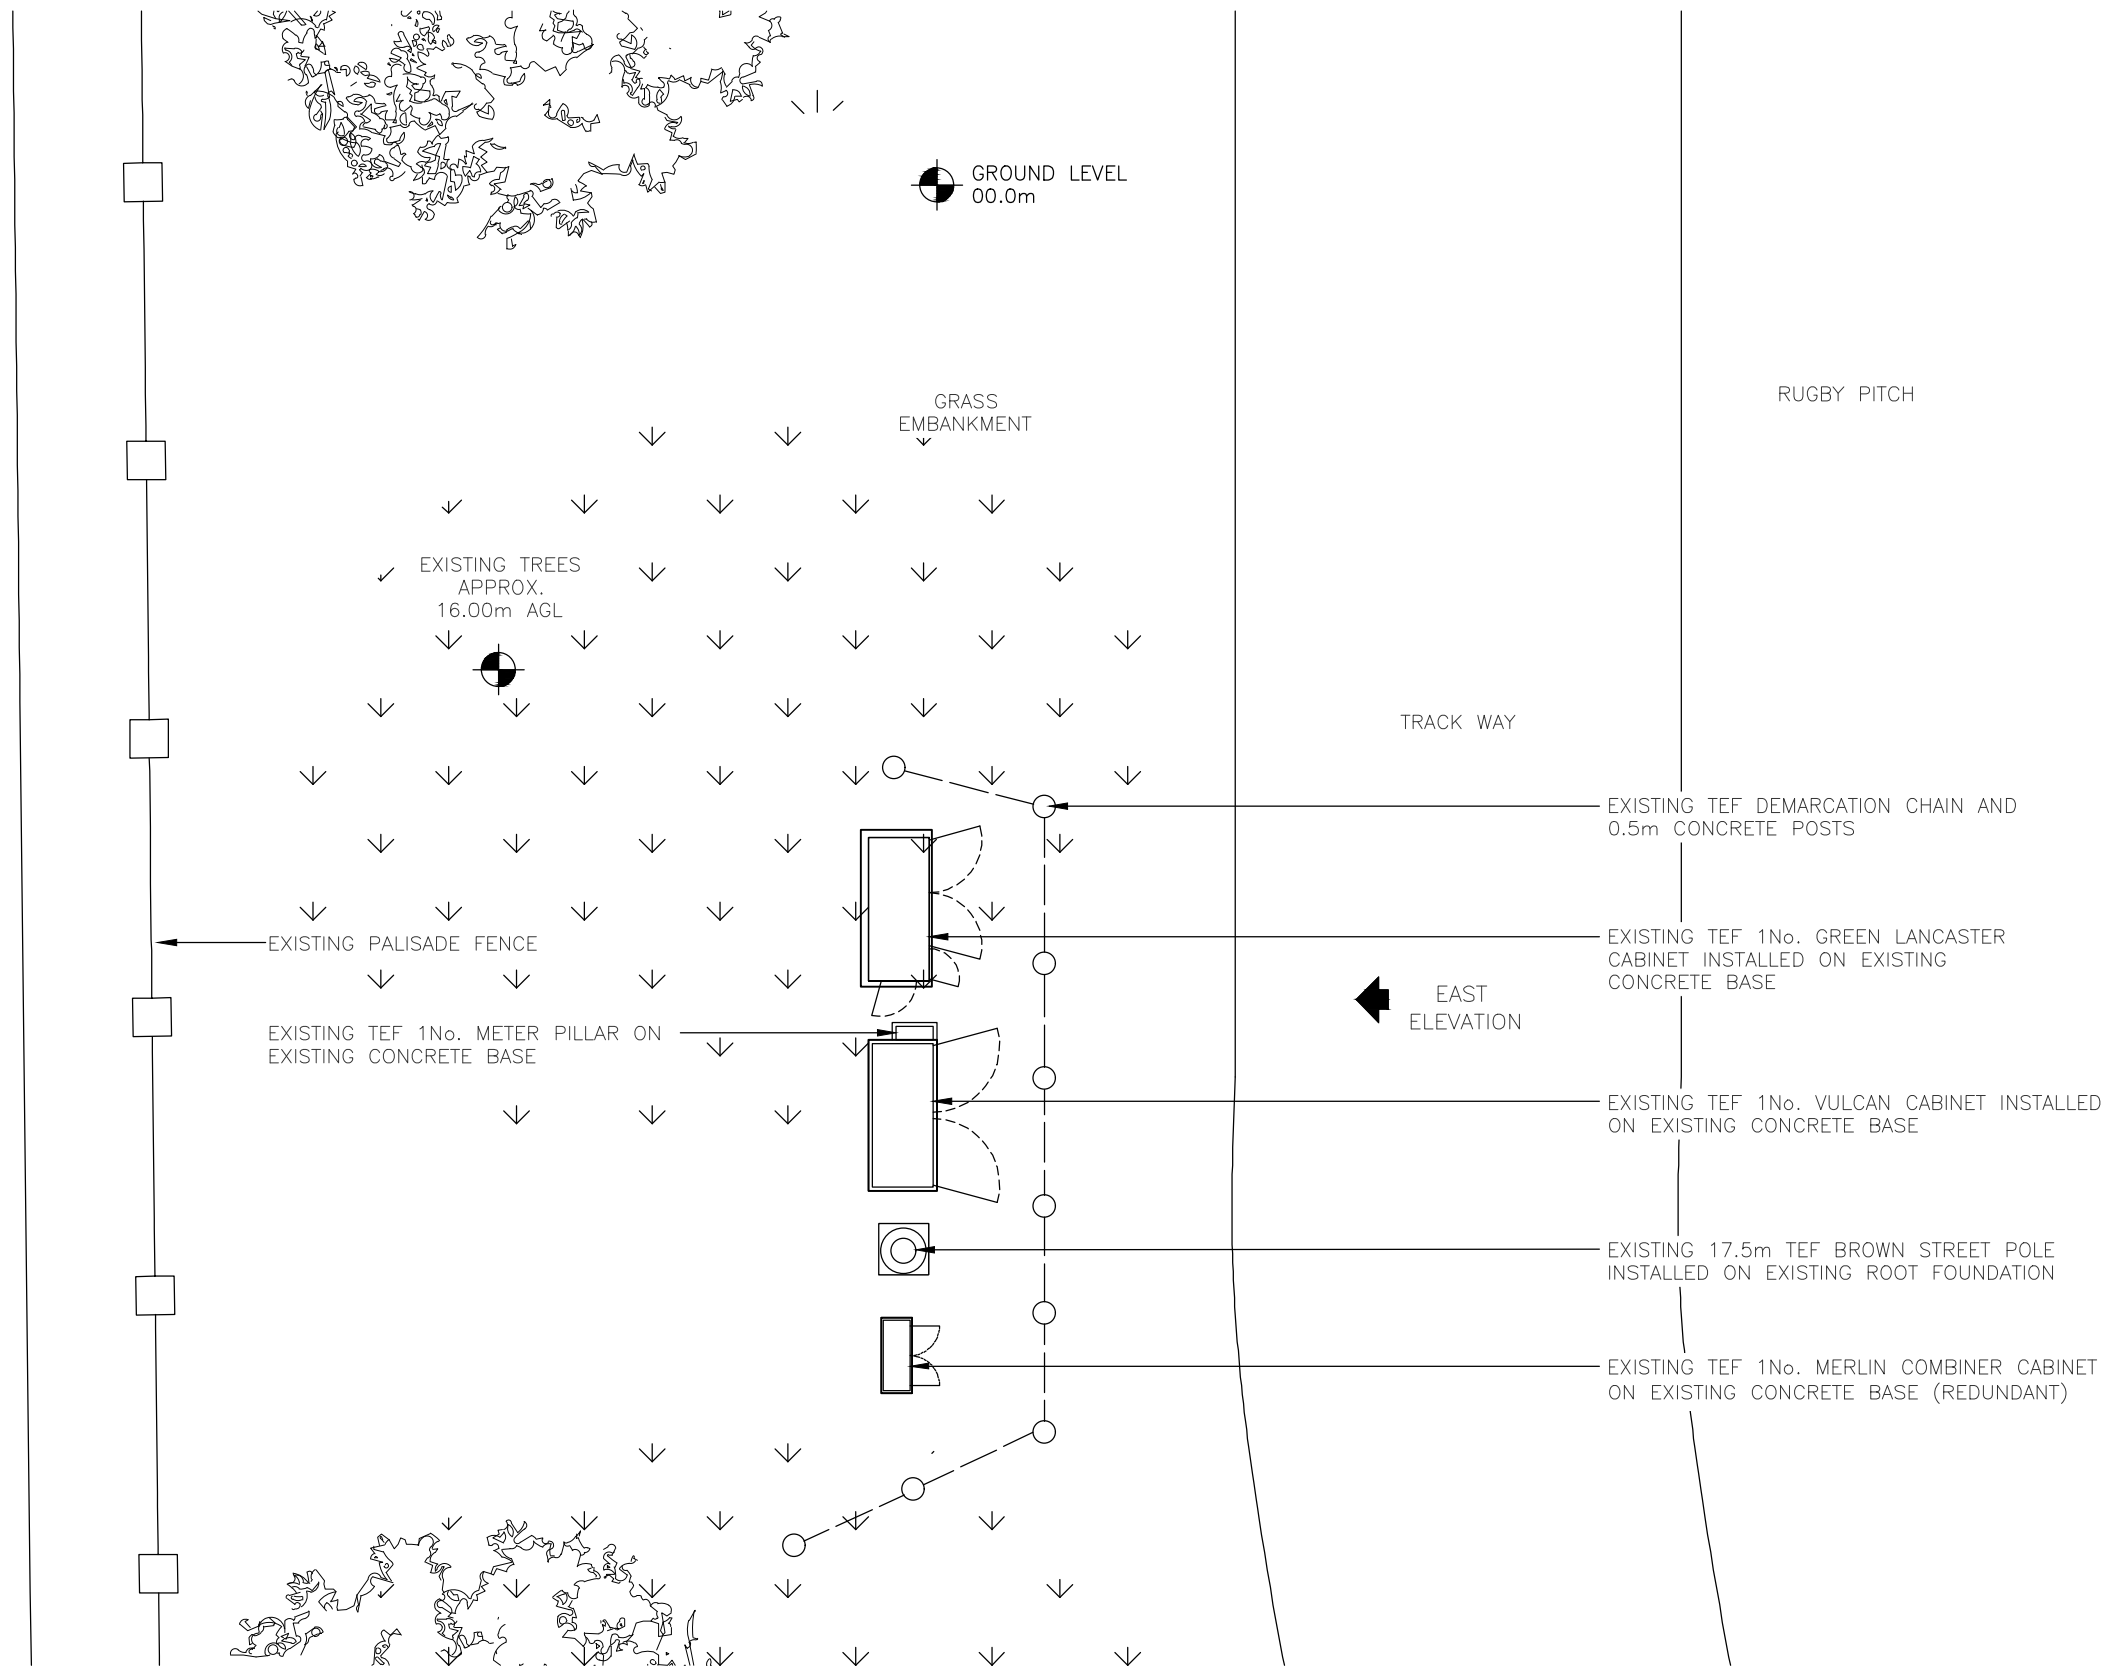 GROUND LEVEL
00.0m
GRASS
EMBANKMENT
RUGBY PITCH
EXISTING TREES
APPROX.
16.00m AGL
TRACK WAY
EXISTING TEF DEMARCATION CHAIN AND
0.5m CONCRETE POSTS
EXISTING PALISADE FENCE
EXISTING TEF 1No. GREEN LANCASTER
CABINET INSTALLED ON EXISTING
CONCRETE BASE
EAST
ELEVATION
EXISTING TEF 1No. METER PILLAR ON
EXISTING CONCRETE BASE
EXISTING TEF 1No. VULCAN CABINET INSTALLED
ON EXISTING CONCRETE BASE
EXISTING 17.5m TEF BROWN STREET POLE
INSTALLED ON EXISTING ROOT FOUNDATION
EXISTING TEF 1No. MERLIN COMBINER CABINET
ON EXISTING CONCRETE BASE (REDUNDANT)